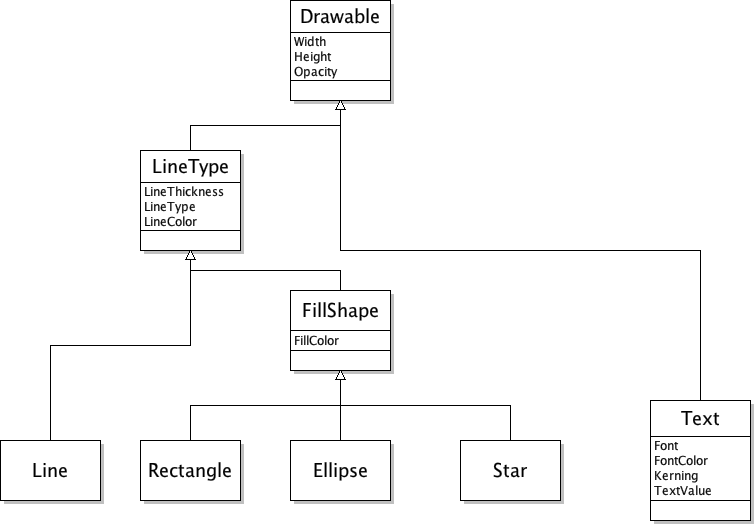 Drawable
Width
Height
Opacity
LineType
LineThickness
LineType
LineColor
FillShape
FillColor
Line
Rectangle
Ellipse
Star
Text
Font
FontColor
Kerning
TextValue